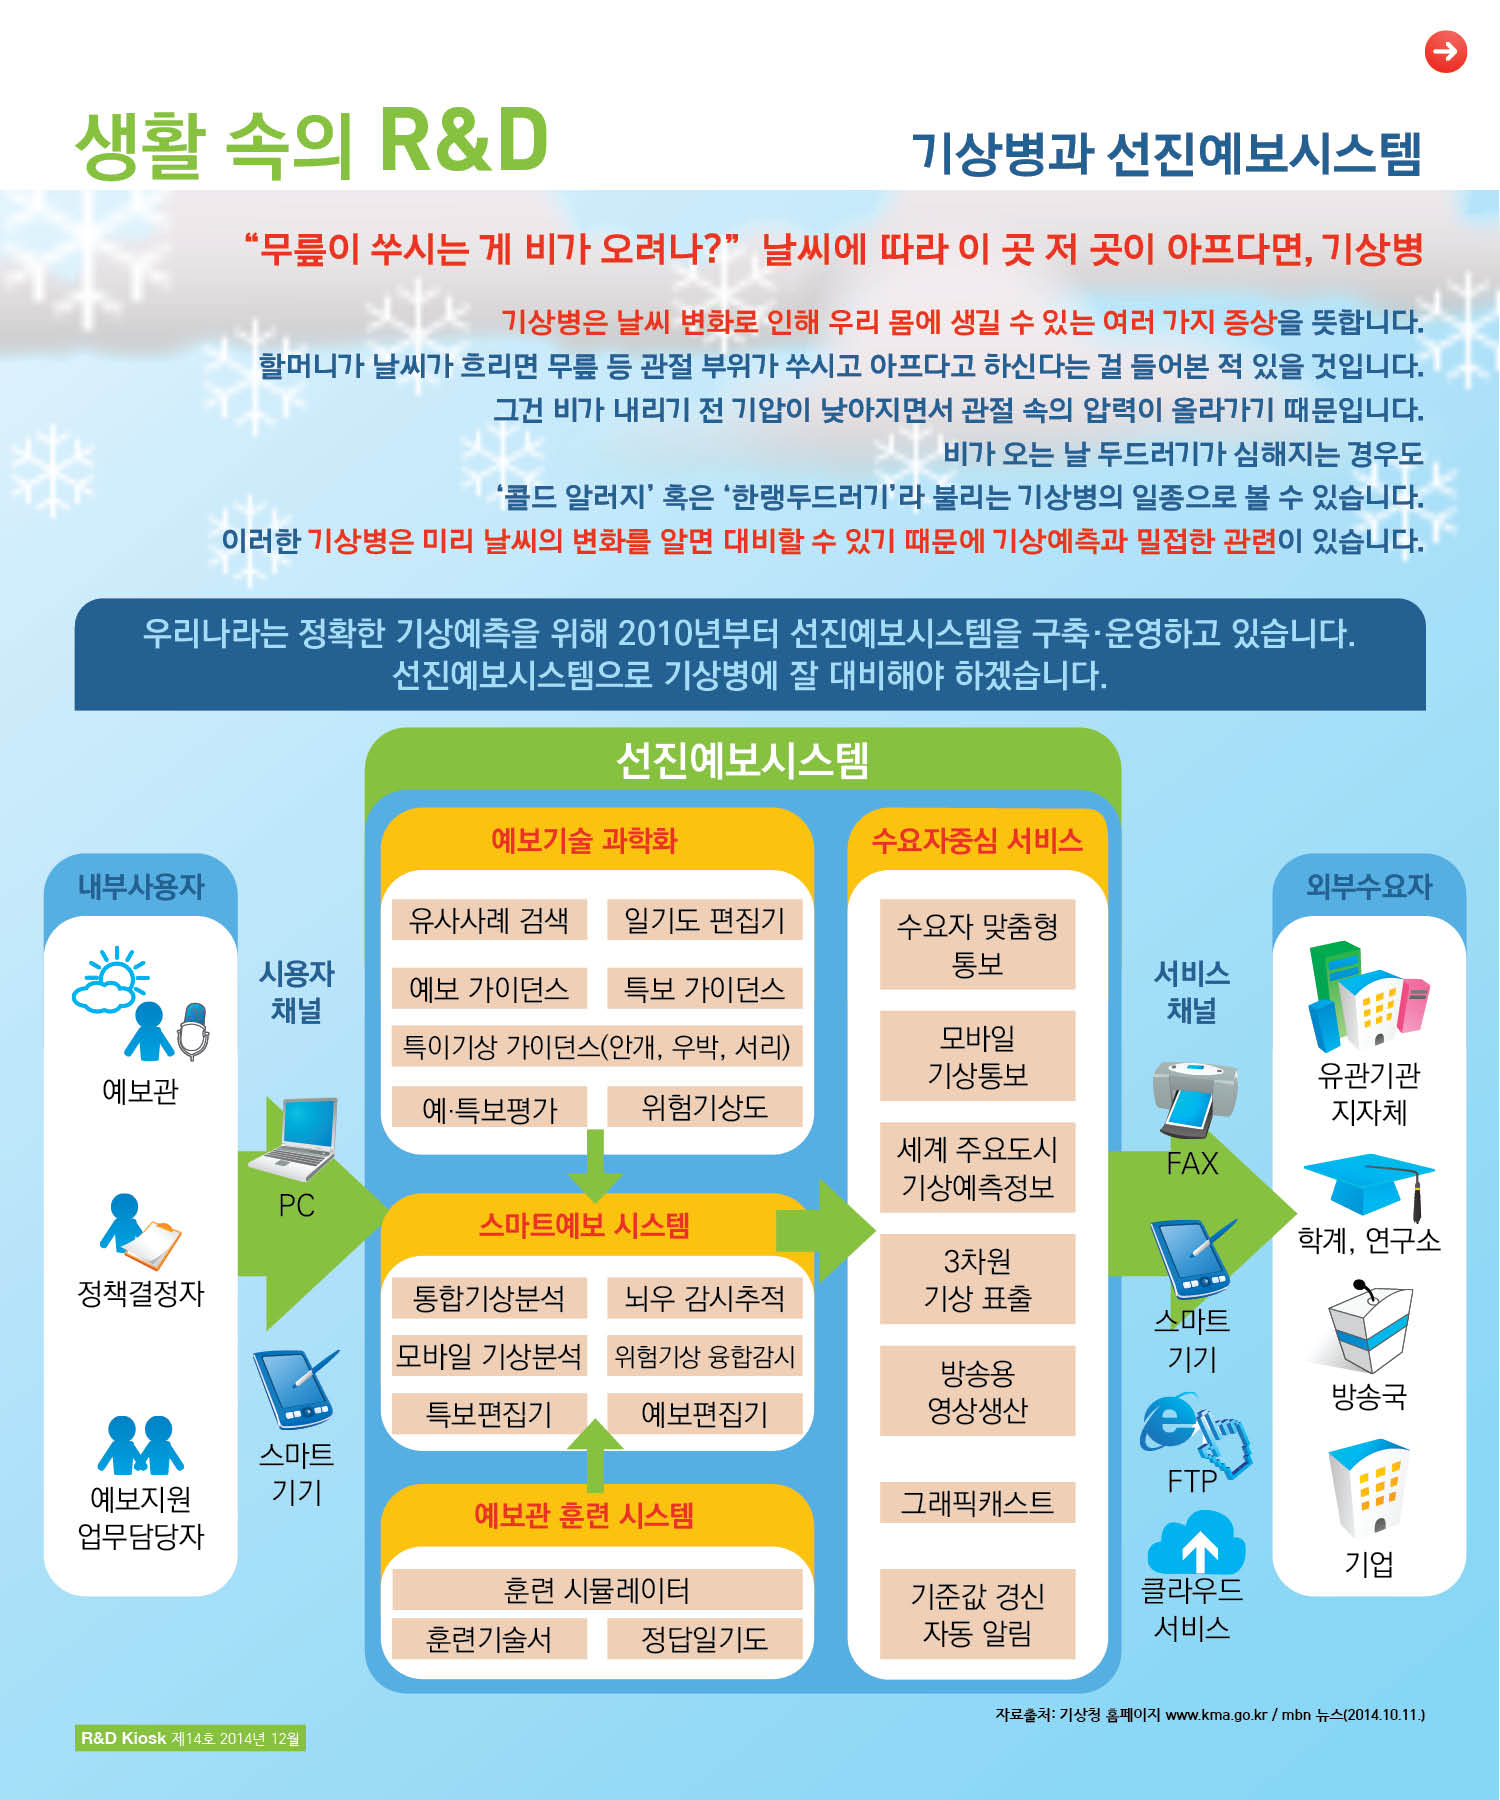 생활 속의 R&D
기상병과 선진예보시스템
“무릎이 쑤시는 게 비가 오려나?” 날씨에 따라 이 곳 저 곳이 아프다면, 기상병
기상병은 날씨 변화로 인해 우리 몸에 생길 수 있는 여러 가지 증상을 뜻합니다.
할머니가 날씨가 흐리면 무릎 등 관절 부위가 쑤시고 아프다고 하신다는 걸 들어본 적 있을 것입니다.
그건 비가 내리기 전 기압이 낮아지면서 관절 속의 압력이 올라가기 때문입니다.
비가 오는 날 두드러기가 심해지는 경우도
‘콜드 알러지’ 혹은 ‘한랭두드러기’라 불리는 기상병의 일종으로 볼 수 있습니다.
이러한 기상병은 미리 날씨의 변화를 알면 대비할 수 있기 때문에 기상예측과 밀접한 관련이 있습니다.
우리나라는 정확한 기상예측을 위해 2010년부터 선진예보시스템을 구축·운영하고 있습니다.
선진예보시스템으로 기상병에 잘 대비해야 하겠습니다.
선진예보시스템
내부사용자
예보관
정책결정자
예보지원
업무담당자
시용자
채널
PC
스마트
기기
예보기술 과학화
유사사례 검색
일기도 편집기
예보 가이던스
특보 가이던스
특이기상 가이던스(안개, 우박, 서리)
예·특보평가
위험기상도
스마트예보 시스템
통합기상분석
뇌우 감시추적
모바일 기상분석
위험기상 융합감시
특보편집기
예보편집기
예보관 훈련 시스템
훈련 시뮬레이터
훈련기술서
정답일기도
수요자중심 서비스
수요자 맞춤형
통보
모바일
기상통보
세계 주요도시
기상예측정보
3차원
기상 표출
방송용
영상생산
그래픽캐스트
기준값 경신
자동 알림
서비스
채널
FAX
스마트
기기
FTP
클라우드
서비스
외부수요자
유관기관
지자체
학계, 연구소
방송국
기업
자료출처: 기상청 홈페이지 www.kma.go.kr / mbn 뉴스(2014.10.11.)
R&D Kiosk 제14호 2014년 12월